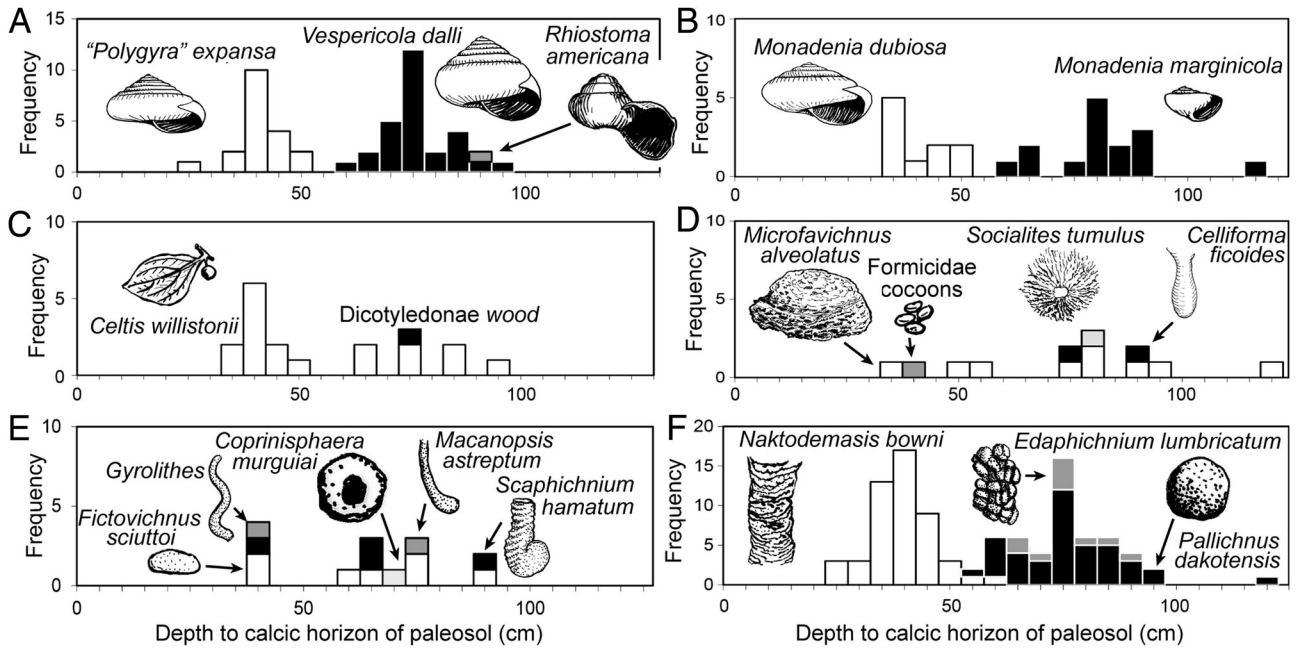 A
Frequency
15
10
5
0
"Polygyra" expansa
Vespericola dalli
Rhiostoma
americana
0
50
100
B
Frequency
10
5
0
Monadenia dubiosa
Monadenia marginicola
0
50
100
C
Frequency
10
5
0
Celtis willistonii
Dicotyledonae wood
0
50
100
D
Frequency
10
5
0
Microfavichnus
alveolatus
Formicidae
cocoons
Socialites tumulus
Celliforma
ficoides
0
50
100
E
Frequency
10
5
0
Gyrolithes
Fictovichnus
sciuttoi
Coprinisphaera
murguiai
Macanopsis
astreptum
Scaphichnium
hamatum
0
50
100
Depth to calcic horizon of paleosol (cm)
F
Frequency
20
15
10
5
0
Naktodemasis bowni
Edaphichnium lumbricatum
Pallichnus
dakotensis
0
50
100
Depth to calcic horizon of paleosol (cm)